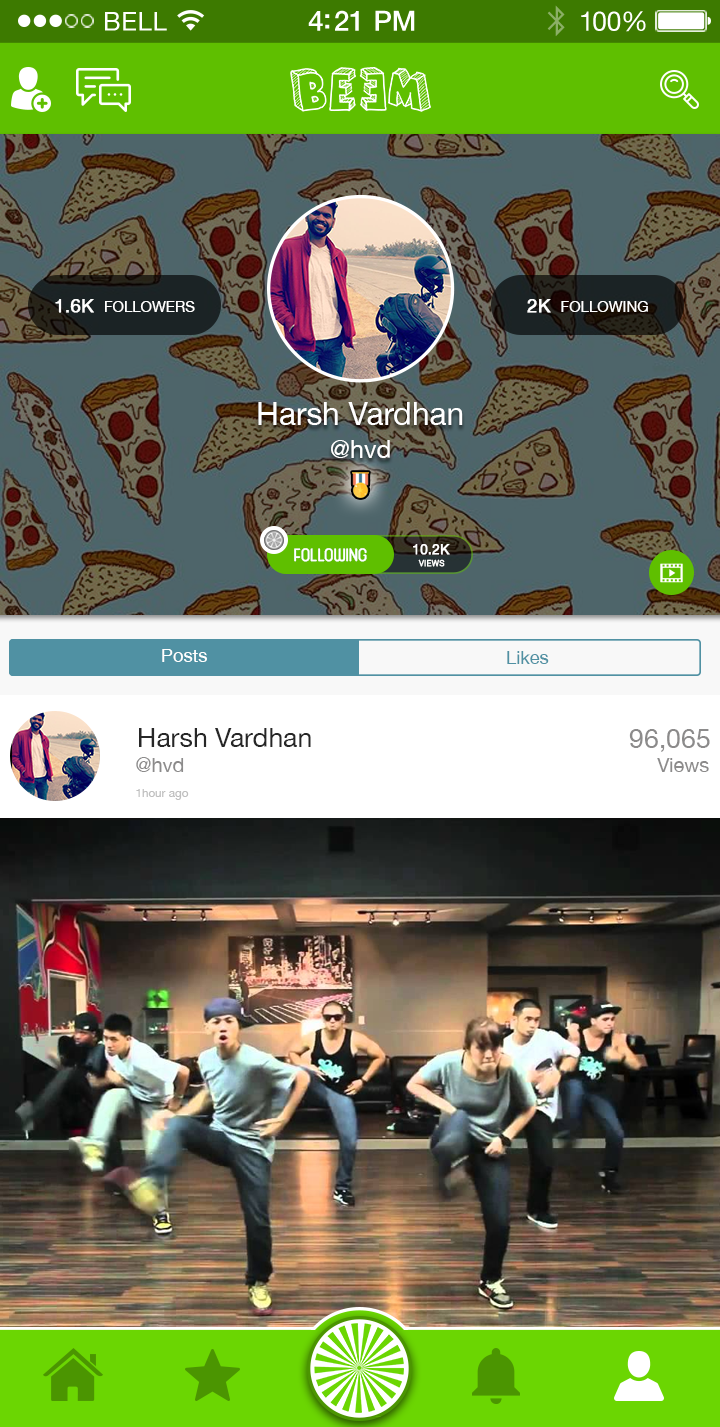 BELL 4:21 PM 100%
BEEM
1.6K FOLLOWERS
2K FOLLOWING
Harsh Vardhan
@hvd
FOLLOWING
10.2K
VIEWS
Posts Likes
Harsh Vardhan
@hvd
1hour ago
96,065
Views